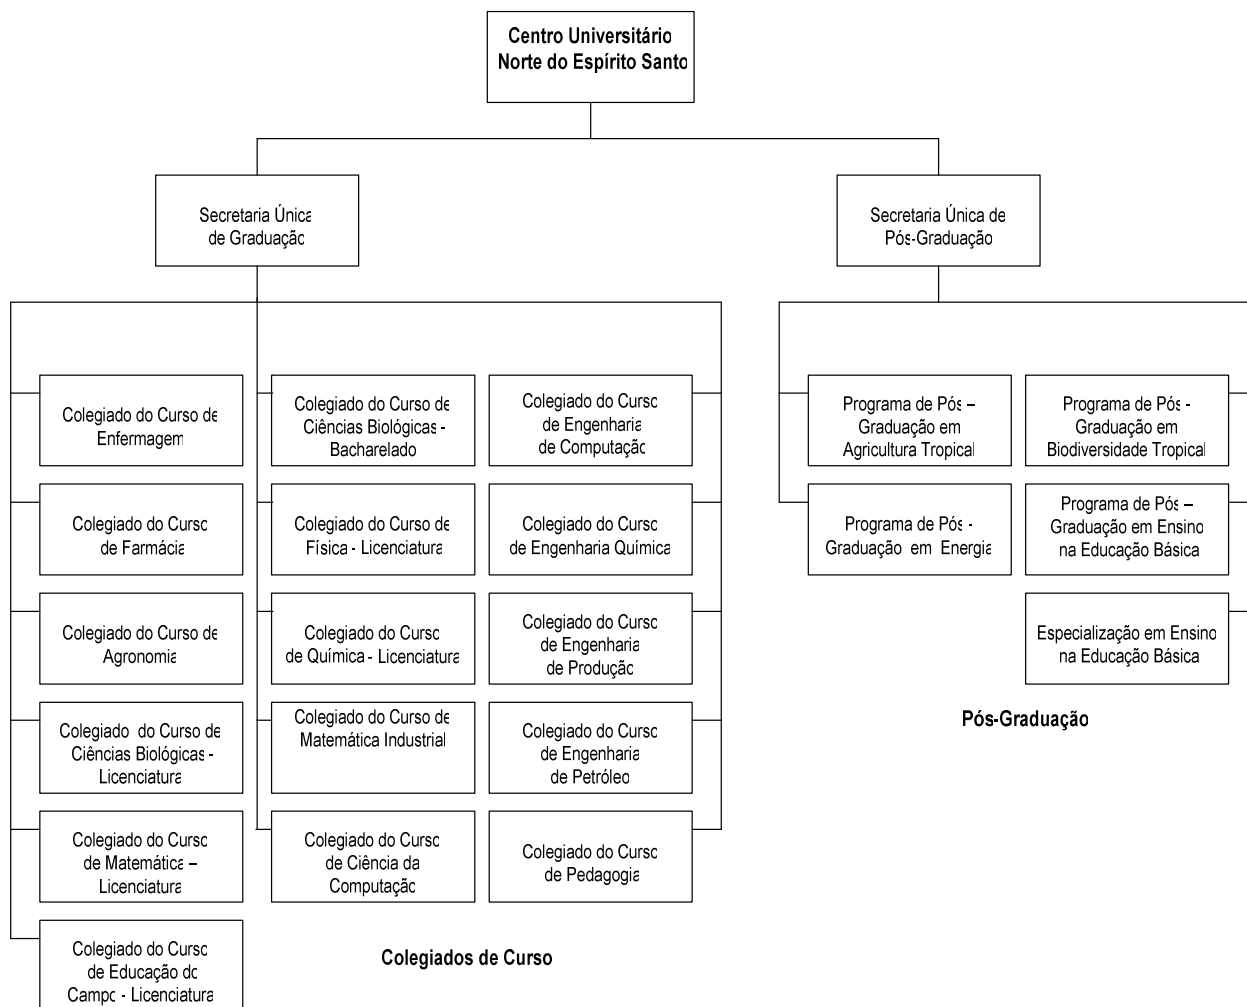 Centro Universitário
Norte do Espírito Santo
Secretaria Única
de Graduação
Secretaria Única de
Pós-Graduação
Colegiado do Curso de
Enfermagem
Colegiado do Curso
de Farmácia
Colegiado do Curso de
Agronomia
Colegiado do Curso de
Ciências Biológicas -
Licenciatura
Colegiado do Curso
de Matemática –
Licenciatura
Colegiado do Curso
de Educação do
Campo - Licenciatura
Colegiado do Curso de
Ciências Biológicas -
Bacharelado
Colegiado do Curso de
Física - Licenciatura
Colegiado do Curso
de Química - Licenciatura
Colegiado do Curso de
Matemática Industrial
Colegiado do Curso
de Ciência da
Computação
Colegiado do Curso
de Engenharia
de Computação
Colegiado do Curso
de Engenharia Química
Colegiado do Curso
de Engenharia
de Produção
Colegiado do Curso
de Engenharia
de Petróleo
Colegiado do Curso
de Pedagogia
Colegiados de Curso
Programa de Pós –
Graduação em
Agricultura Tropical
Programa de Pós -
Graduação em Energia
Programa de Pós -
Graduação em
Biodiversidade Tropical
Programa de Pós –
Graduação em Ensino
na Educação Básica
Especialização em Ensino
na Educação Básica
Pós-Graduação